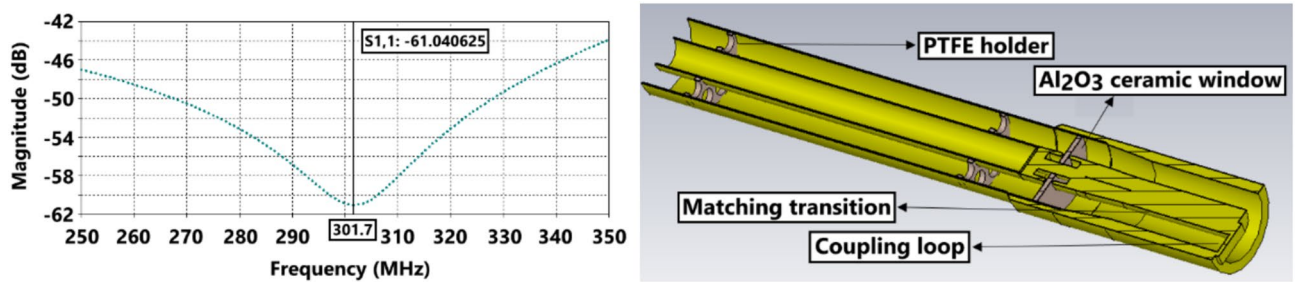 -42
-46
-50
-54
-58
-62
Magnitude (dB)
S1,1: -61.040625
301.7
250 260 270 280 290 310 320 330 340 350
Frequency (MHz)
PTFE holder
Al2O3 ceramic window
Matching transition
Coupling loop